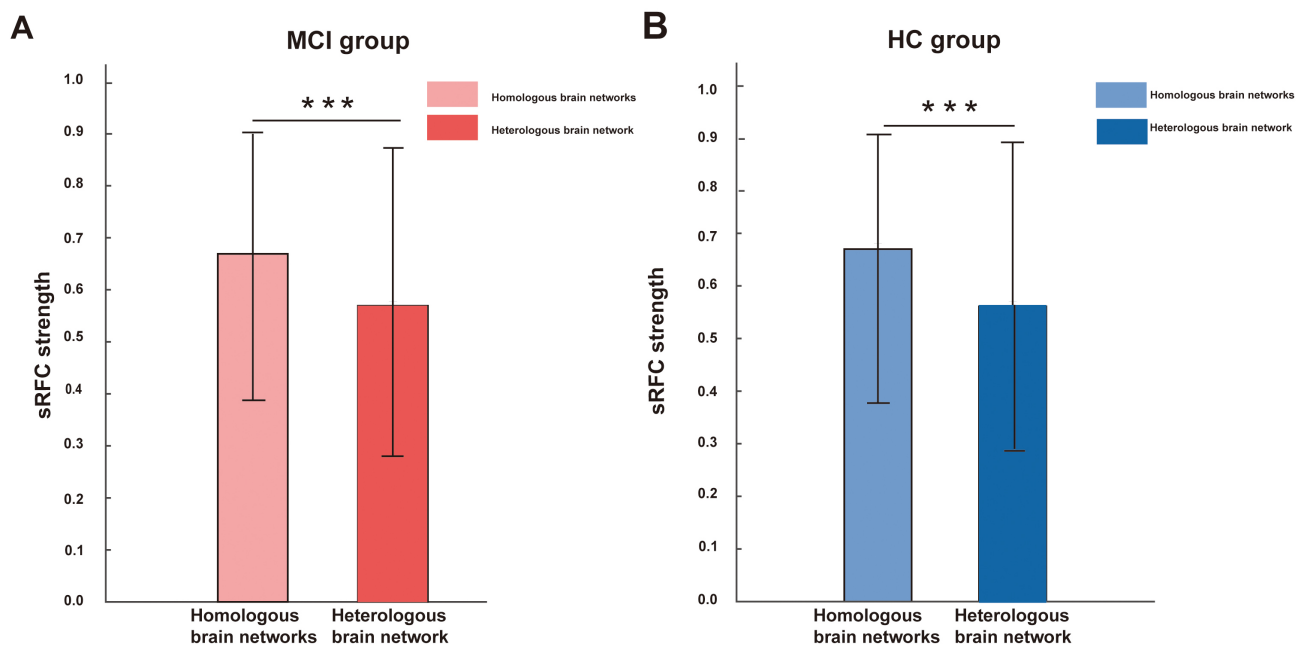 A
MCI group
Homologous brain networks
Heterologous brain network
* * *
sRFC strength
1.0
0.9
0.8
0.7
0.6
0.5
0.4
0.3
0.2
0.1
0.0
Homologous
brain networks
Heterologous
brain network
B
HC group
Homologous brain networks
Heterologous brain network
* * *
sRFC strength
1.0
0.9
0.8
0.7
0.6
0.5
0.4
0.3
0.2
0.1
0.0
Homologous
brain networks
Heterologous
brain network